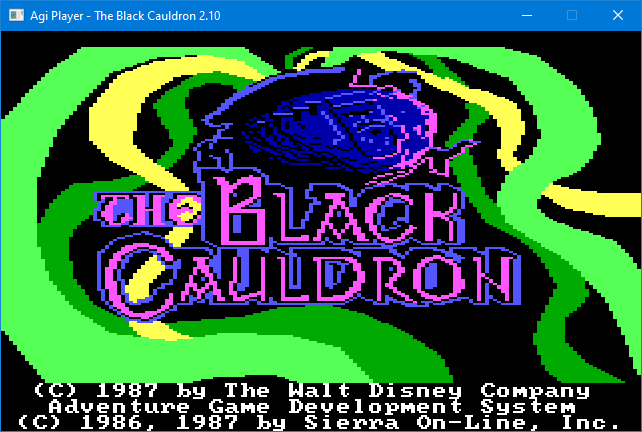 Agi Player - The Black Cauldron 2.10
THE BLACK
CAULDRON
(C) 1987 by The Walt Disney Company
Adventure Game Development System
(C) 1986, 1987 by Sierra On-Line, Inc.